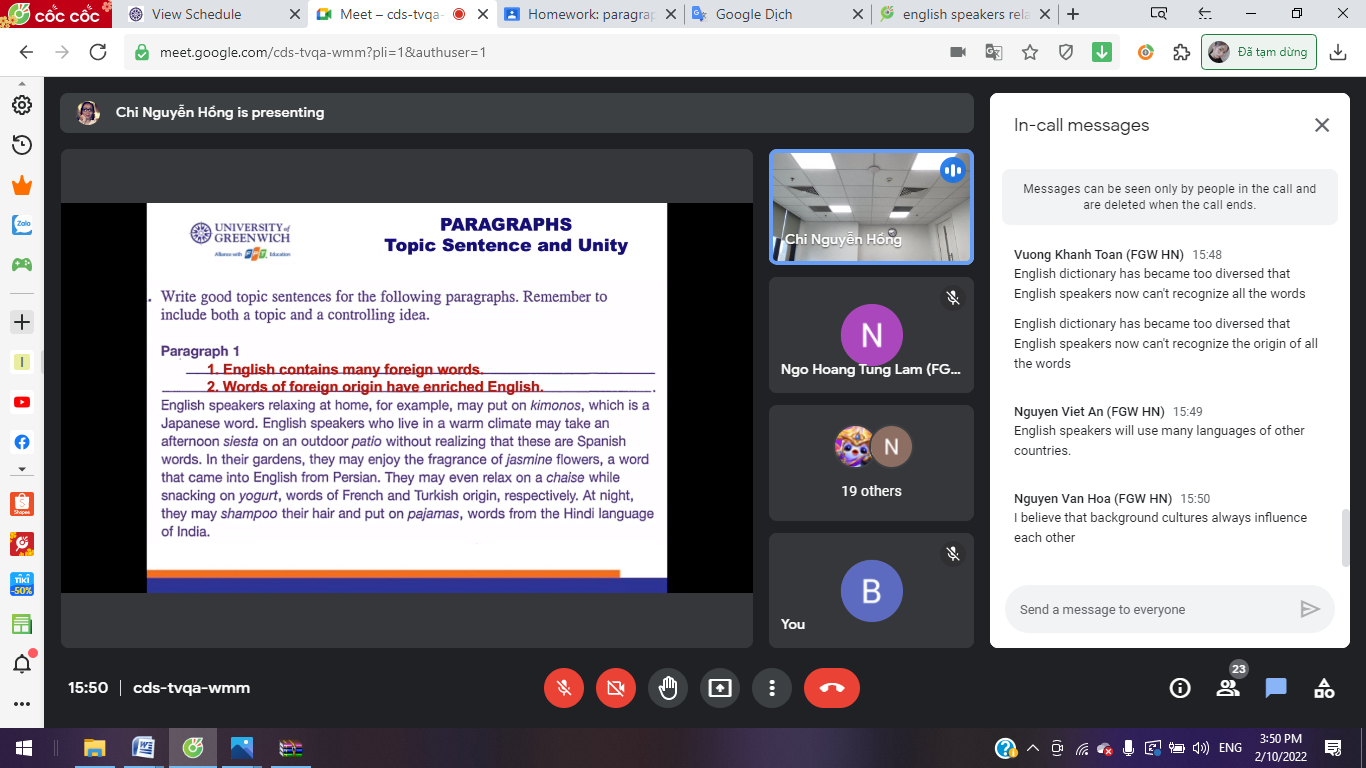 CỐC CỐC
View Schedule
Meet – cds-tvqa-
Homework: paragrap
Google Dịch
english speakers rela
meet.google.com/cds-tvqa-wmm?pli=1&authuser=1
Đã tạm dừng
Chi Nguyễn Hồng is presenting
UNIVERSITY of
GREENWICH
Alliance with FPT Education
PARAGRAPHS
Topic Sentence and Unity
. Write good topic sentences for the following paragraphs. Remember to
include both a topic and a controlling idea.
Paragraph 1
1. English contains many foreign words.
2. Words of foreign origin have enriched English.
English speakers relaxing at home, for example, may put on kimonos, which is a
Japanese word. English speakers who live in a warm climate may take an
afternoon siesta on an outdoor patio without realizing that these are Spanish
words. In their gardens, they may enjoy the fragrance of jasmine flowers, a word
that came into English from Persian. They may even relax on a chaise while
snacking on yogurt, words of French and Turkish origin, respectively. At night,
they may shampoo their hair and put on pajamas, words from the Hindi language
of India.
Chi Nguyễn Hồng
N
Ngo Hoang Tung Lam (FG...
N
19 others
B
You
In-call messages
Messages can be seen only by people in the call and
are deleted when the call ends.
Vuong Khanh Toan (FGW HN) 15:48
English dictionary has became too diversed that
English speakers now can't recognize all the words
English dictionary has became too diversed that
English speakers now can't recognize the origin of all
the words
Nguyen Viet An (FGW HN) 15:49
English speakers will use many languages of other
countries.
Nguyen Van Hoa (FGW HN) 15:50
I believe that background cultures always influence
each other
Send a message to everyone
Zalo
I
Shopee
TIKI
-50%
15:50 | cds-tvqa-wmm
23
ENG
3:50 PM
2/10/2022